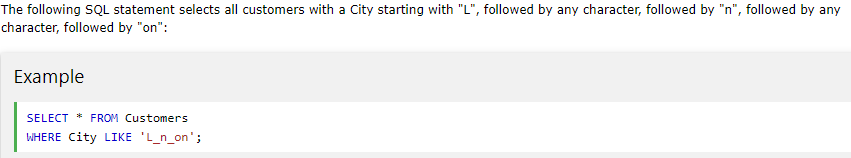 The following SQL statement selects all customers with a City starting with "L", followed by any character, followed by "n", followed by any
character, followed by "on":
Example
SELECT * FROM Customers
WHERE City LIKE 'L_n_on';